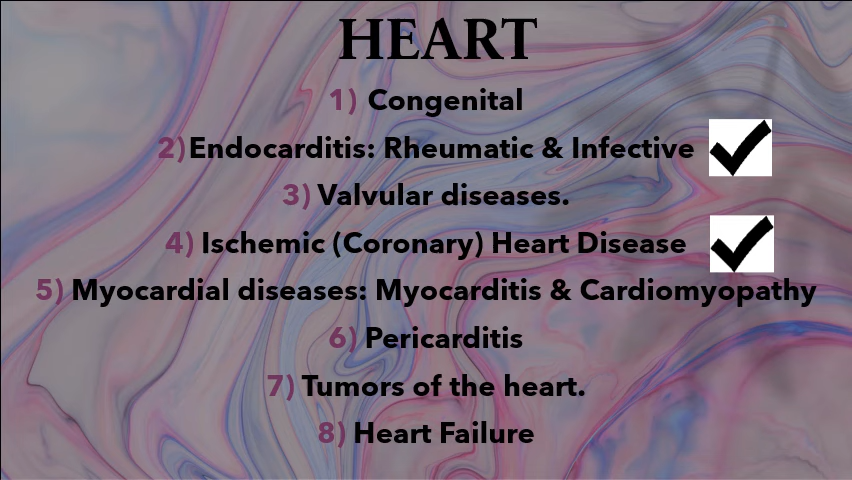 HEART
1) Congenital
2)Endocarditis: Rheumatic & Infective
3) Valvular diseases.
4) Ischemic (Coronary) Heart Disease
5) Myocardial diseases: Myocarditis & Cardiomyopathy
6) Pericarditis
7) Tumors of the heart.
8) Heart Failure